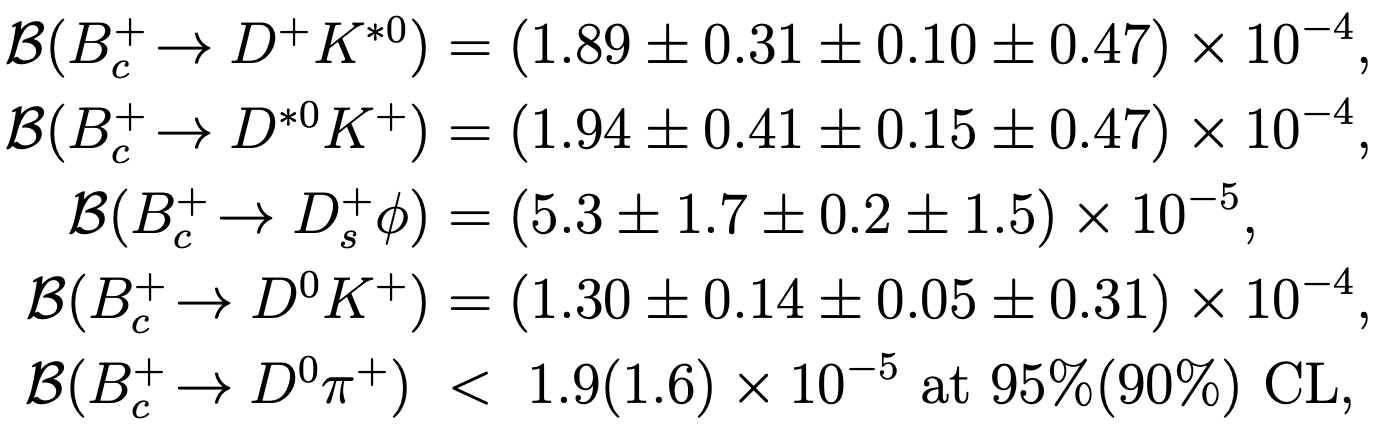 𝓑(B_c^+ → D^+ K^{*0}) = (1.89 ± 0.31 ± 0.10 ± 0.47) × 10^{−4},
𝓑(B_c^+ → D^{*0} K^+) = (1.94 ± 0.41 ± 0.15 ± 0.47) × 10^{−4},
𝓑(B_c^+ → D_s^+ ϕ) = (5.3 ± 1.7 ± 0.2 ± 1.5) × 10^{−5},
𝓑(B_c^+ → D^0 K^+) = (1.30 ± 0.14 ± 0.05 ± 0.31) × 10^{−4},
𝓑(B_c^+ → D^0 π^+) < 1.9(1.6) × 10^{−5} at 95%(90%) CL,